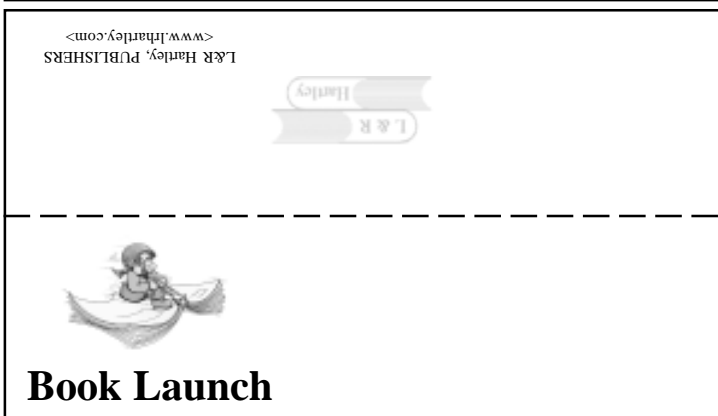 L&R Hartley, PUBLISHERS
<www.lrhartley.com>
L & R
Hartley
Book Launch